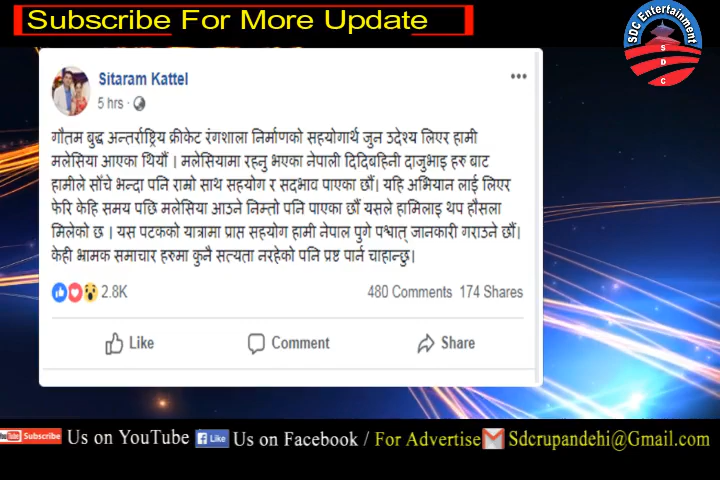 Subscribe For More Update
SDC Entertainment
S
D
C
Sitaram Kattel
5 hrs ·
गौतम बुद्ध अन्तर्राष्ट्रिय क्रीकेट रंगशाला निर्माणको सहयोगार्थ जुन उदेश्य लिएर हामी
मलेसिया आएका थियौं । मलेसियामा रहनु भएका नेपाली दिदिबहिनी दाजुभाइ हरु बाट
हामीले सोँचे भन्दा पनि राम्रो साथ सहयोग र सदभाव पाएका छौं। यहि अभियान लाई लिएर
फेरि केहि समय पछि मलेसिया आउने निम्तो पनि पाएका छौं यसले हामिलाइ थप हौसला
मिलेको छ । यस पटकको यात्रामा प्राप्त सहयोग हामी नेपाल पुगे पश्चात् जानकारी गराउने छौं।
केही भ्रामक समाचार हरुमा कुनै सत्यता नरहेको पनि प्रष्ट पार्न चाहान्छु।
2.8K 480 Comments 174 Shares
Like Comment Share
Subscribe Us on YouTube Like Us on Facebook / For Advertise Sdcrupandehi@Gmail.com